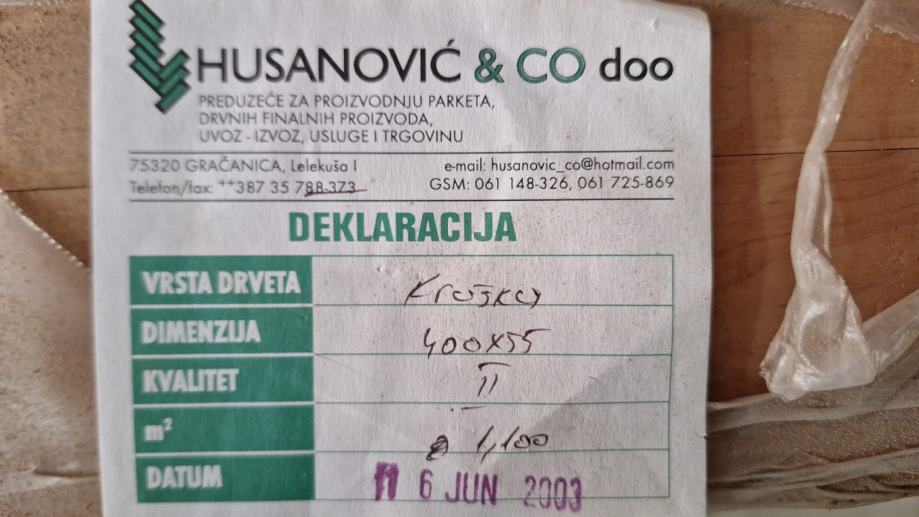 HUSANOVIĆ & CO doo
PREDUZEĆE ZA PROIZVODNJU PARKETA,
DRVNIH FINALNIH PROIZVODA,
UVOZ - IZVOZ, USLUGE I TRGOVINU
75320 GRAČANICA, Lelekuša I
e-mail: husanovic_co@hotmail.com
Telefon/fax: ++387 35 788-373
GSM: 061 148-326, 061 725-869
DEKLARACIJA
VRSTA DRVETA Kruška
DIMENZIJA 400x55
KVALITET II
m² 1,100
DATUM 6 JUN 2003